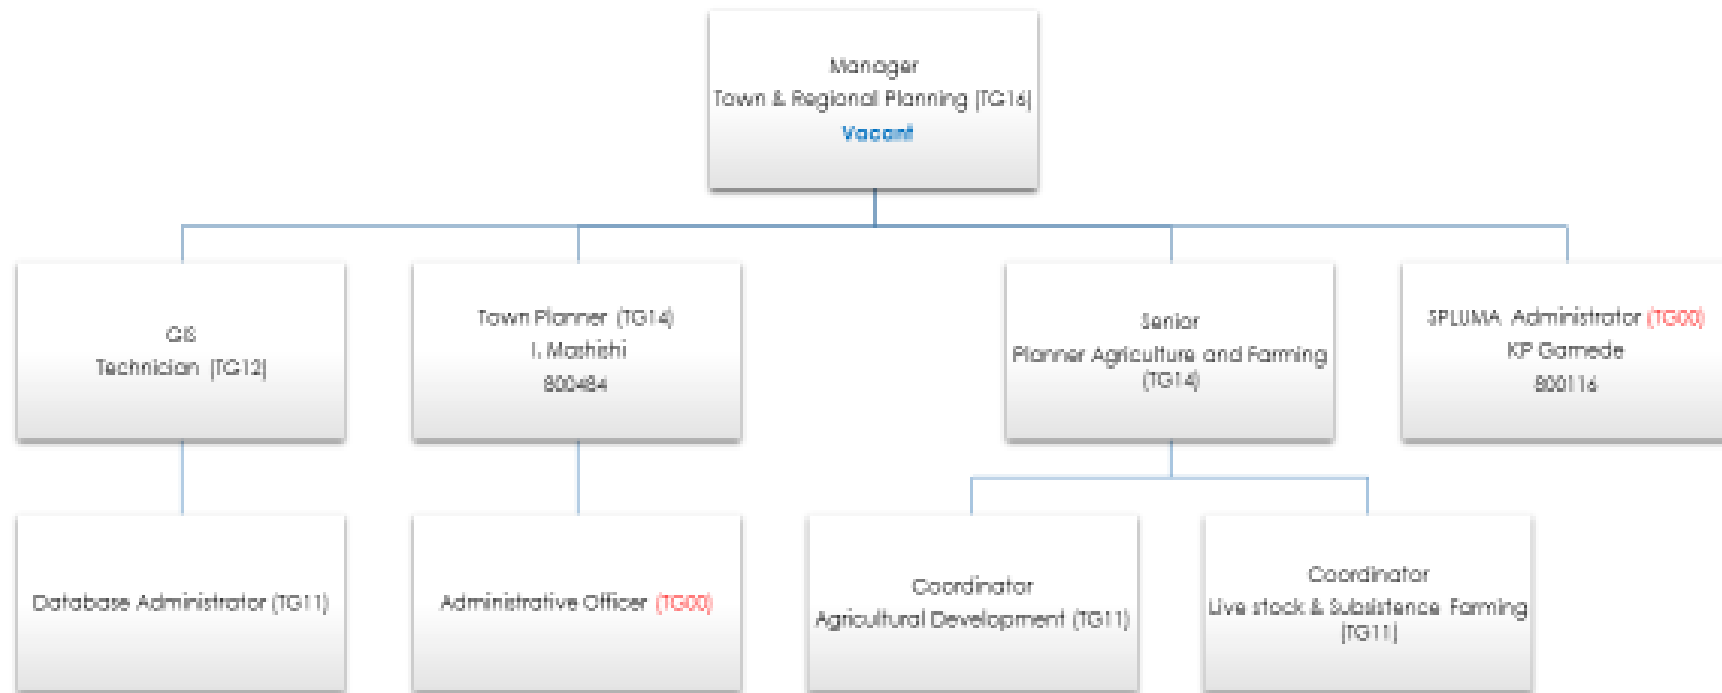 Manager
Town & Regional Planning (TG16)
Vacant
GIS
Technician (TG12)
Town Planner (TG14)
I. Mashishi
800484
Senior
Planner Agriculture and Farming
(TG14)
SPLUMA Administrator (TG00)
KP Gamede
800116
Database Administrator (TG11)
Administrative Officer (TG00)
Coordinator
Agricultural Development (TG11)
Coordinator
Live stock & Subsistence Farming
(TG11)